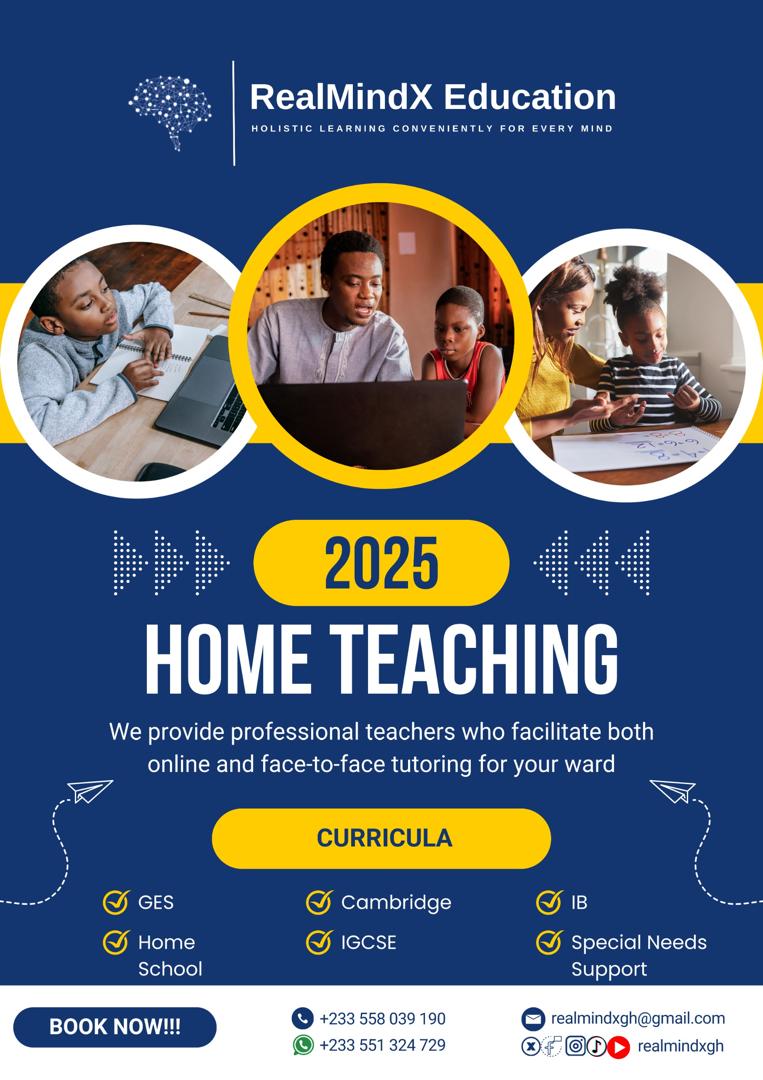 RealMindX Education
HOLISTIC LEARNING CONVENIENTLY FOR EVERY MIND
2025
HOME TEACHING
We provide professional teachers who facilitate both
online and face-to-face tutoring for your ward
CURRICULA
GES
Cambridge
IB
Home
School
IGCSE
Special Needs
Support
BOOK NOW!!!
+233 558 039 190
+233 551 324 729
realmindxgh@gmail.com
realmindxgh